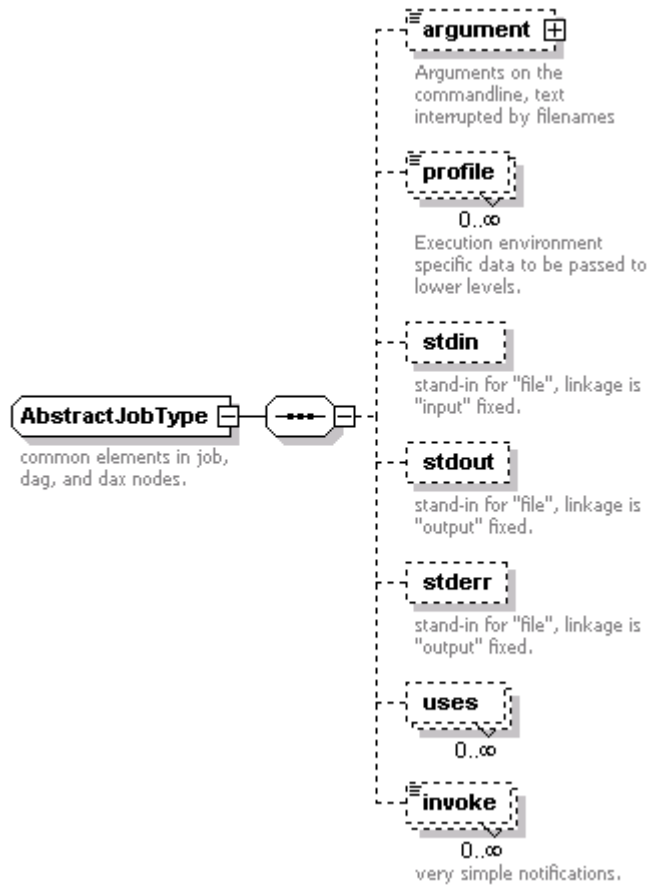 argument
Arguments on the
commandline, text
interrupted by filenames
profile
0..∞
Execution environment
specific data to be passed to
lower levels.
stdin
stand-in for "file", linkage is
"input" fixed.
AbstractJobType
common elements in job,
dag, and dax nodes.
stdout
stand-in for "file", linkage is
"output" fixed.
stderr
stand-in for "file", linkage is
"output" fixed.
uses
0..∞
invoke
0..∞
very simple notifications.